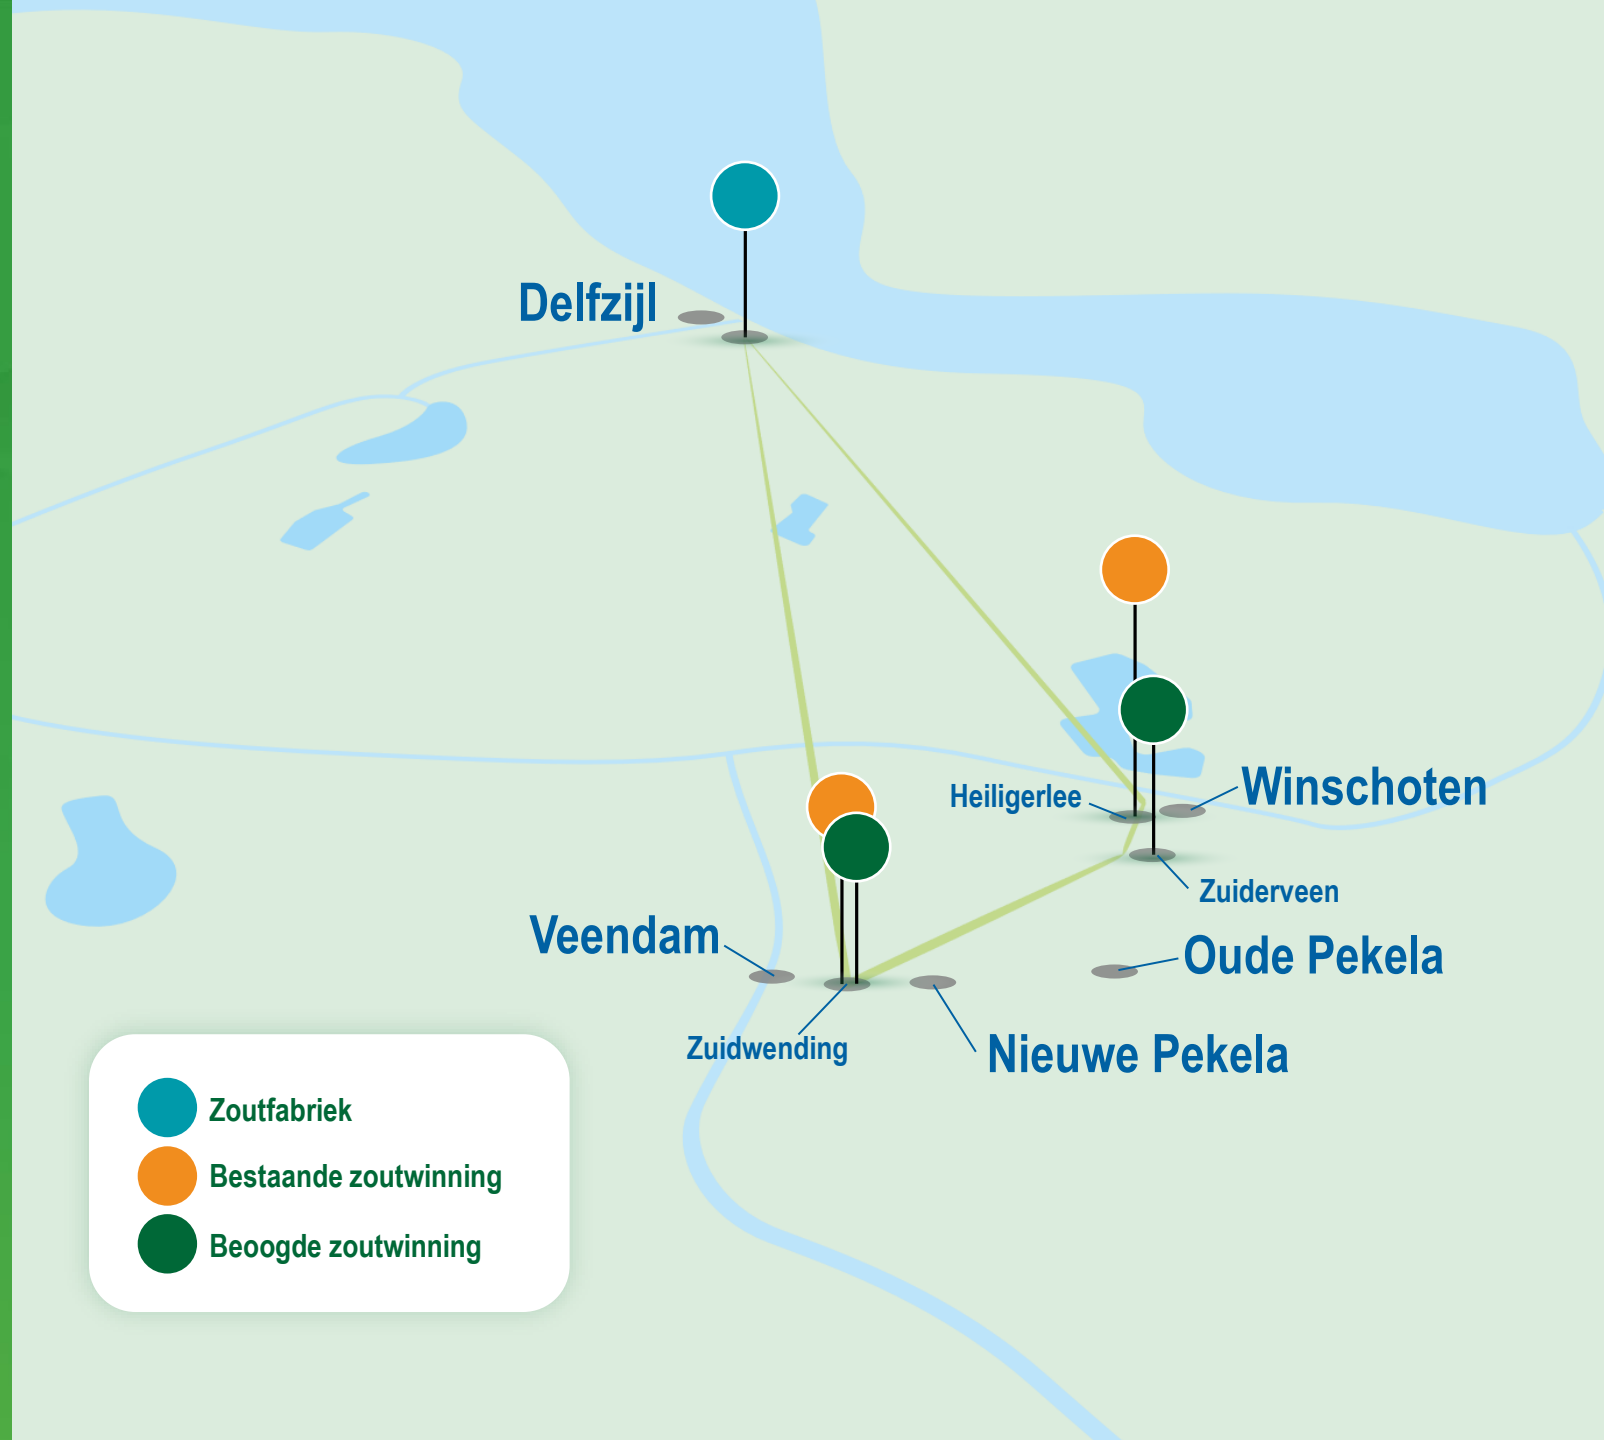 Delfzijl
Heiligerlee
Winschoten
Zuiderveen
Veendam
Oude Pekela
Zuidwending
Nieuwe Pekela
Zoutfabriek
Bestaande zoutwinning
Beoogde zoutwinning